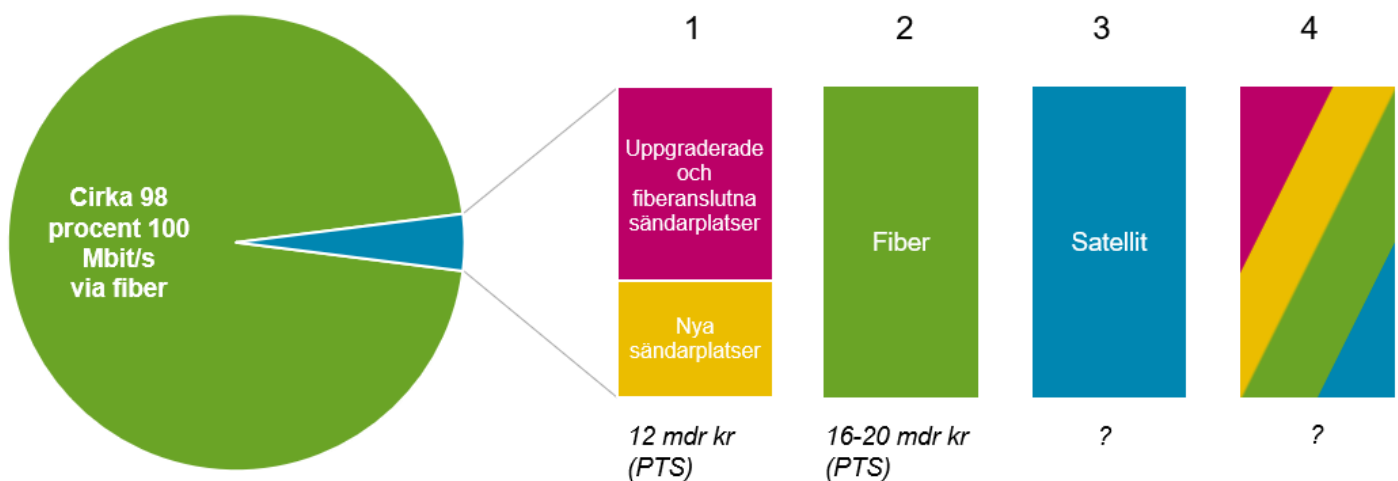 Cirka 98
procent 100
Mbit/s
via fiber
1
Uppgraderade
och
fiberanslutna
sändarplatser
Nya
sändarplatser
12 mdr kr
(PTS)
2
Fiber
16-20 mdr kr
(PTS)
3
Satellit
?
4
?